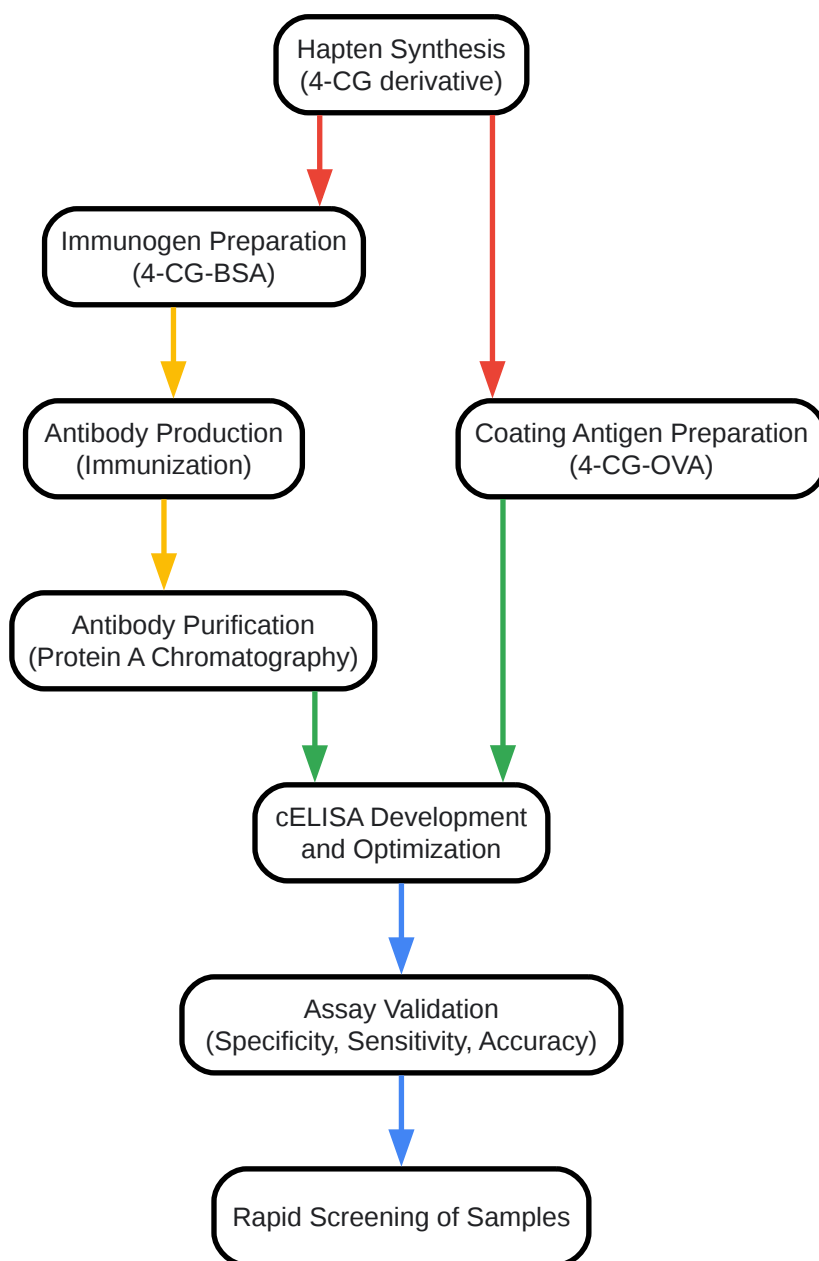 Hapten Synthesis
(4-CG derivative)
Immunogen Preparation
(4-CG-BSA)
Antibody Production
(Immunization)
Coating Antigen Preparation
(4-CG-OVA)
Antibody Purification
(Protein A Chromatography)
cELISA Development
and Optimization
Assay Validation
(Specificity, Sensitivity, Accuracy)
Rapid Screening of Samples